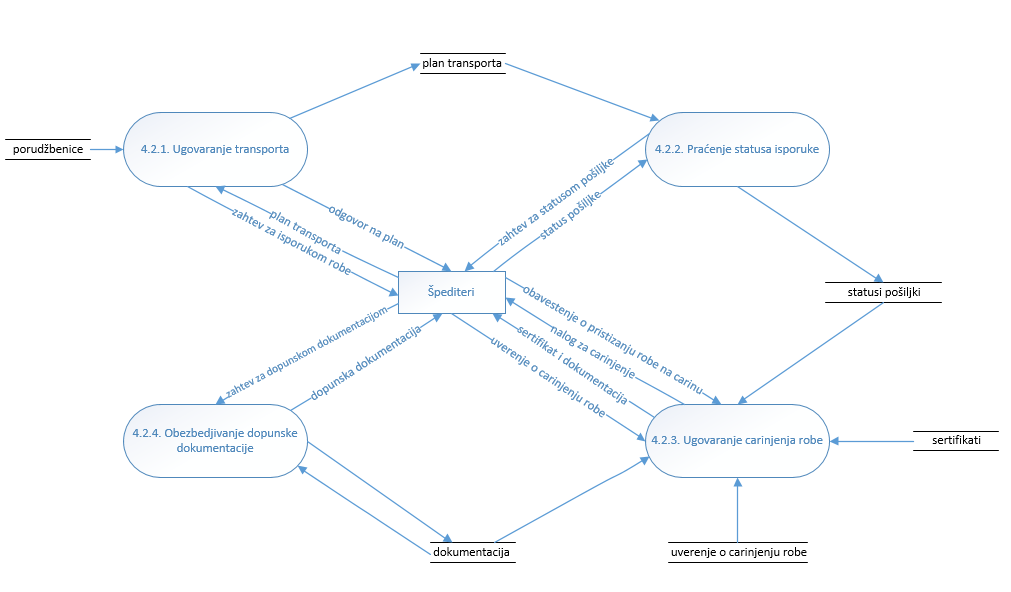 plan transporta
porudžbenice
4.2.1. Ugovaranje transporta
4.2.2. Praćenje statusa isporuke
odgovor na plan
plan transporta
zahtev za isporukom robe
zahtev za statusom pošiljke
status pošiljke
Špediteri
statusi pošiljki
obavestenje o pristizanju robe na carinu
nalog za carinjenje
sertifikat i dokumentacija
uverenje o carinjenju robe
zahtev za dopunskom dokumentacijom
dopunska dokumentacija
4.2.4. Obezbedjivanje dopunske
dokumentacije
4.2.3. Ugovaranje carinjenja robe
sertifikati
dokumentacija
uverenje o carinjenju robe